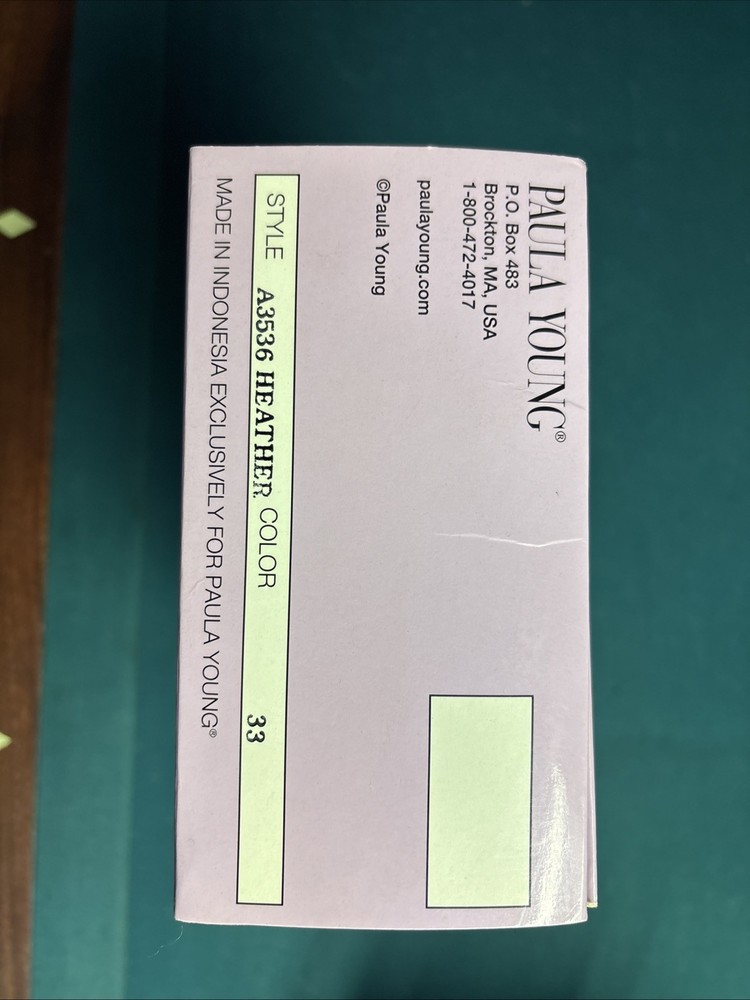 PAULA YOUNG®
P.O. Box 483
Brockton, MA, USA
1-800-472-4017
paulayoung.com
©Paula Young
STYLE A3536 HEATHER COLOR 33
MADE IN INDONESIA EXCLUSIVELY FOR PAULA YOUNG®